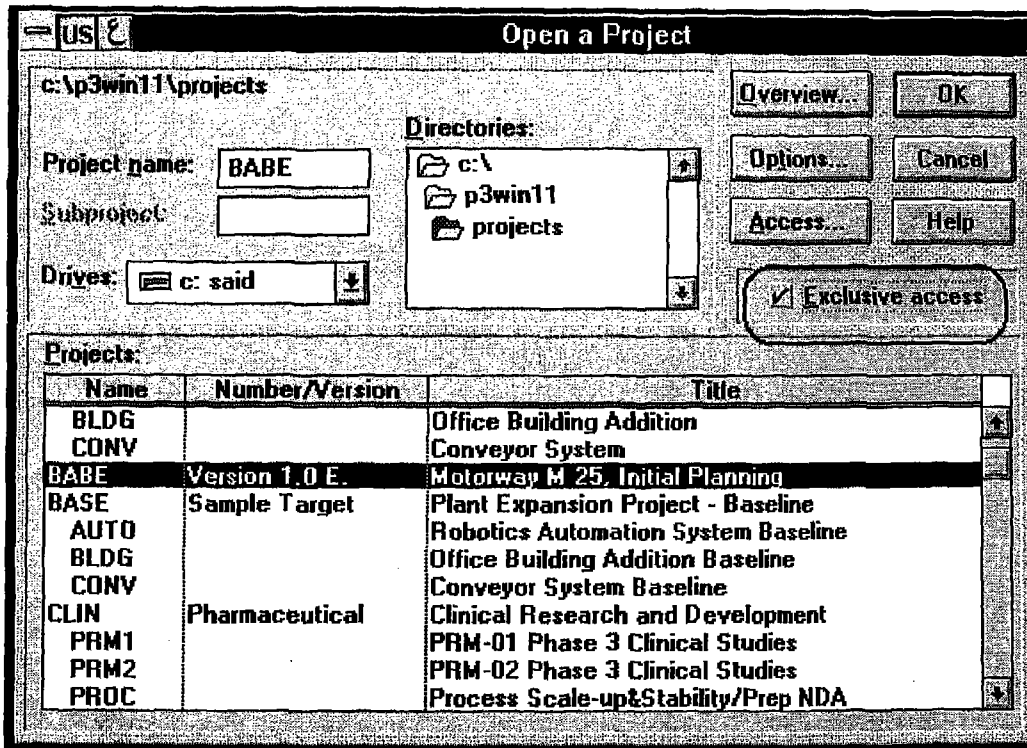 US
Open a Project
c:\p3win11\projects
Project name: BABE
Subproject:
Drives: c: said
Directories:
c:\
p3win11
projects
Overview...
OK
Options...
Cancel
Access...
Help
Exclusive access
Projects:
Name Number/Version Title
BLDG Office Building Addition
CONV Conveyor System
BABE Version 1.0 E. Motorway M 25, Initial Planning
BASE Sample Target Plant Expansion Project - Baseline
AUTO Robotics Automation System Baseline
BLDG Office Building Addition Baseline
CONV Conveyor System Baseline
CLIN Pharmaceutical Clinical Research and Development
PRM1 PRM-01 Phase 3 Clinical Studies
PRM2 PRM-02 Phase 3 Clinical Studies
PROC Process Scale-up&Stability/Prep NDA